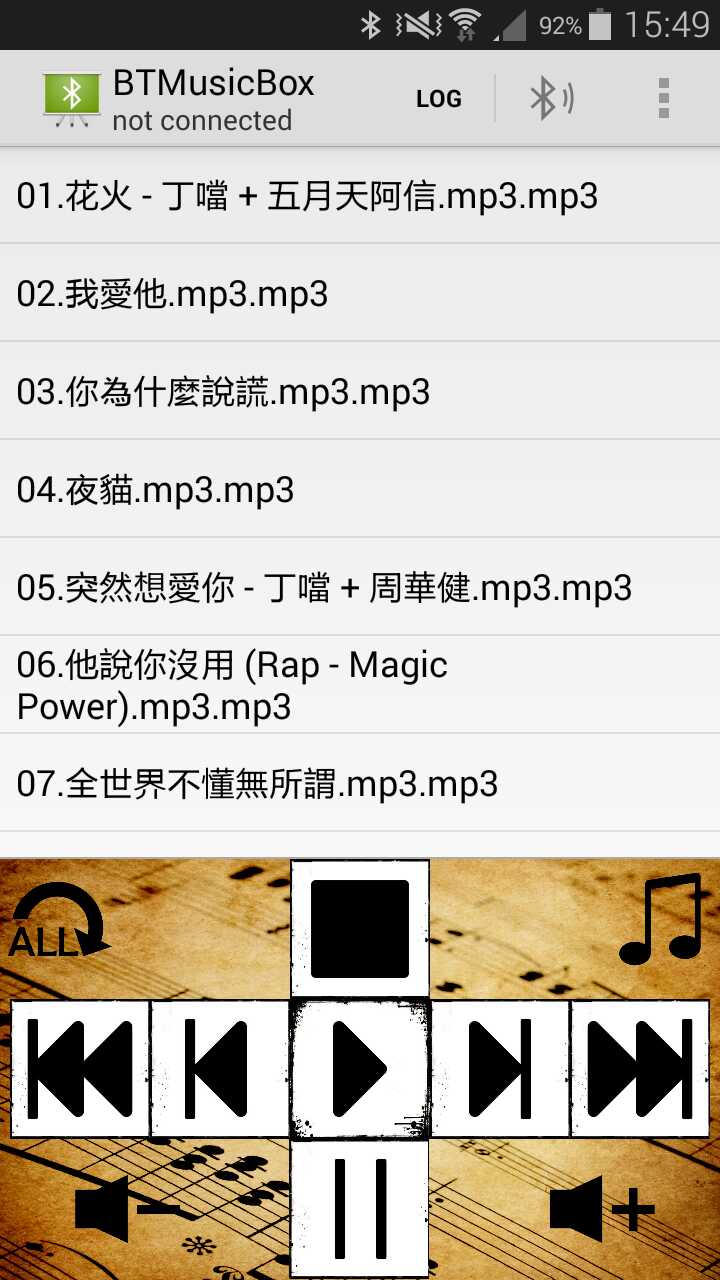 92% 15:49
BTMusicBox
not connected
LOG
01.花火 - 丁噹 + 五月天阿信.mp3.mp3
02.我愛他.mp3.mp3
03.你為什麼說謊.mp3.mp3
04.夜貓.mp3.mp3
05.突然想愛你 - 丁噹 + 周華健.mp3.mp3
06.他說你沒用 (Rap - Magic
Power).mp3.mp3
07.全世界不懂無所謂.mp3.mp3
ALL